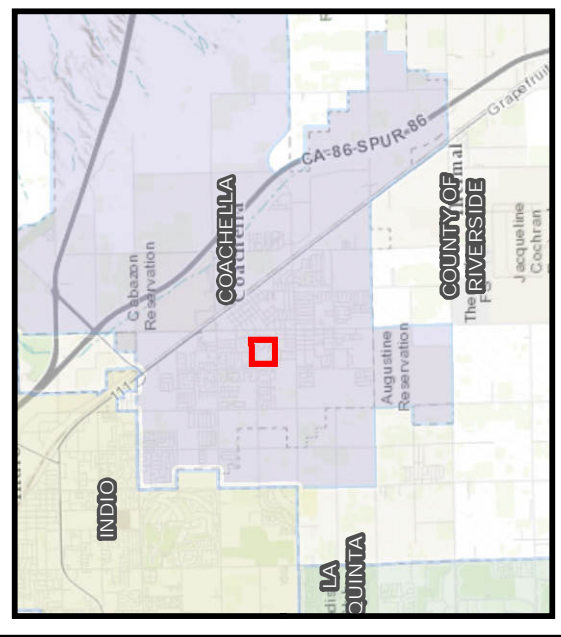 CA-86-SPUR-86
Grapefruit
COACHELLA
Coachella
COUNTY OF
RIVERSIDE
Jacqueline
Cochran
Cabazon
Reservation
Augustine
Reservation
111
INDIO
LA
QUINTA